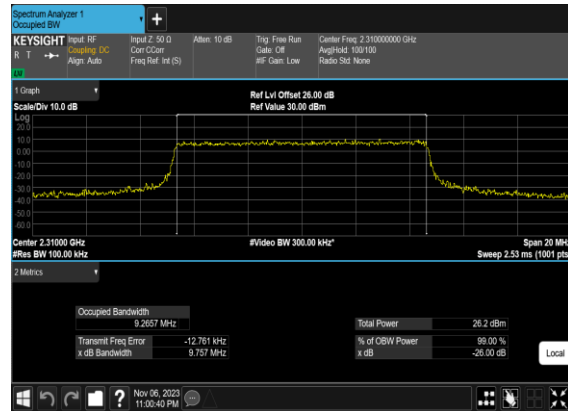 Spectrum Analyzer 1
Occupied BW
KEYSIGHT
R T
LXI
Input: RF
Coupling: DC
Align: Auto
Input Z: 50 Ω
Corr CCorr
Freq Ref: Int (S)
Atten: 10 dB
Trig: Free Run
Gate: Off
#IF Gain: Low
Center Freq: 2.310000000 GHz
Avg|Hold: 100/100
Radio Std: None
1 Graph
Scale/Div 10.0 dB
Ref Lvl Offset 26.00 dB
Ref Value 30.00 dBm
Log
20.0
10.0
0.00
-10.0
-20.0
-30.0
-40.0
-50.0
-60.0
Center 2.31000 GHz
#Res BW 100.00 kHz
#Video BW 300.00 kHz*
Span 20 MHz
Sweep 2.53 ms (1001 pts)
2 Metrics
Occupied Bandwidth
9.2657 MHz
Total Power 26.2 dBm
Transmit Freq Error -12.761 kHz
% of OBW Power 99.00 %
x dB Bandwidth 9.757 MHz
x dB -26.00 dB
Local
?
Nov 06, 2023
11:00:40 PM